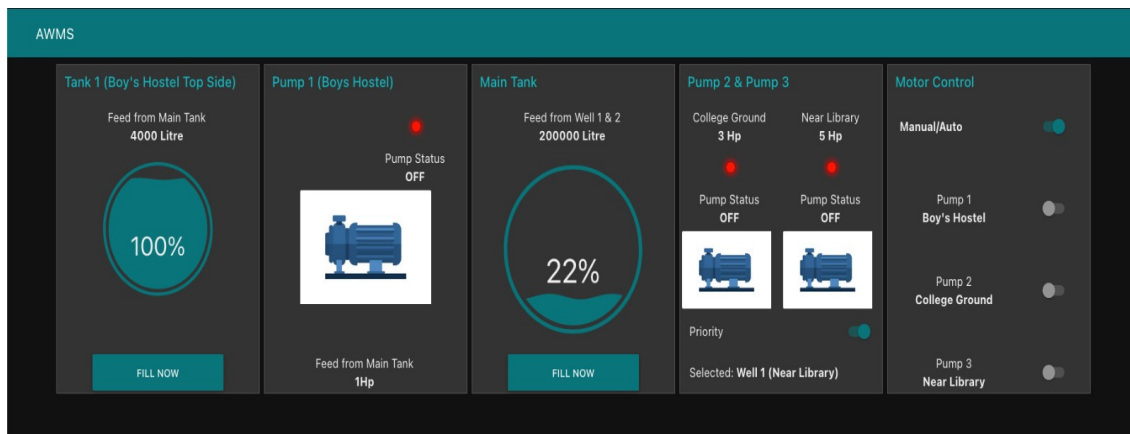 AWMS
Tank 1 (Boy's Hostel Top Side)
Feed from Main Tank
4000 Litre
100%
FILL NOW
Pump 1 (Boys Hostel)
Pump Status
OFF
Feed from Main Tank
1Hp
Main Tank
Feed from Well 1 & 2
200000 Litre
22%
FILL NOW
Pump 2 & Pump 3
College Ground
3 Hp
Near Library
5 Hp
Pump Status
OFF
Pump Status
OFF
Priority
Selected: Well 1 (Near Library)
Motor Control
Manual/Auto
Pump 1
Boy's Hostel
Pump 2
College Ground
Pump 3
Near Library